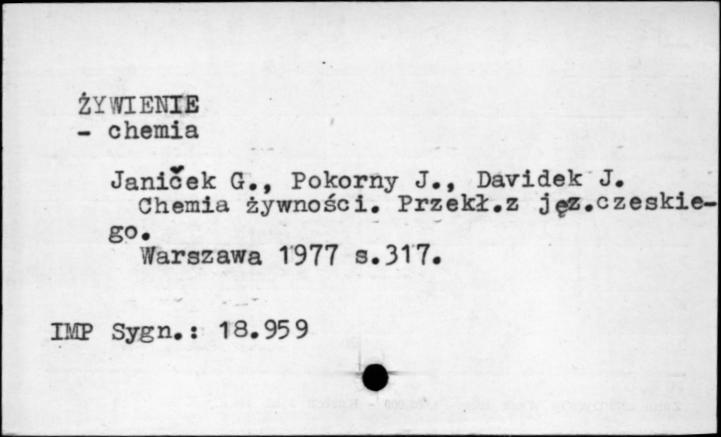 ŻYWIENIE
- chemia
Janiček G., Pokorny J., Davidek J.
Chemia żywności. Przekł.z jęz.czeskie-
go.
Warszawa 1977 s.317.
IMP Sygn.: 18.959